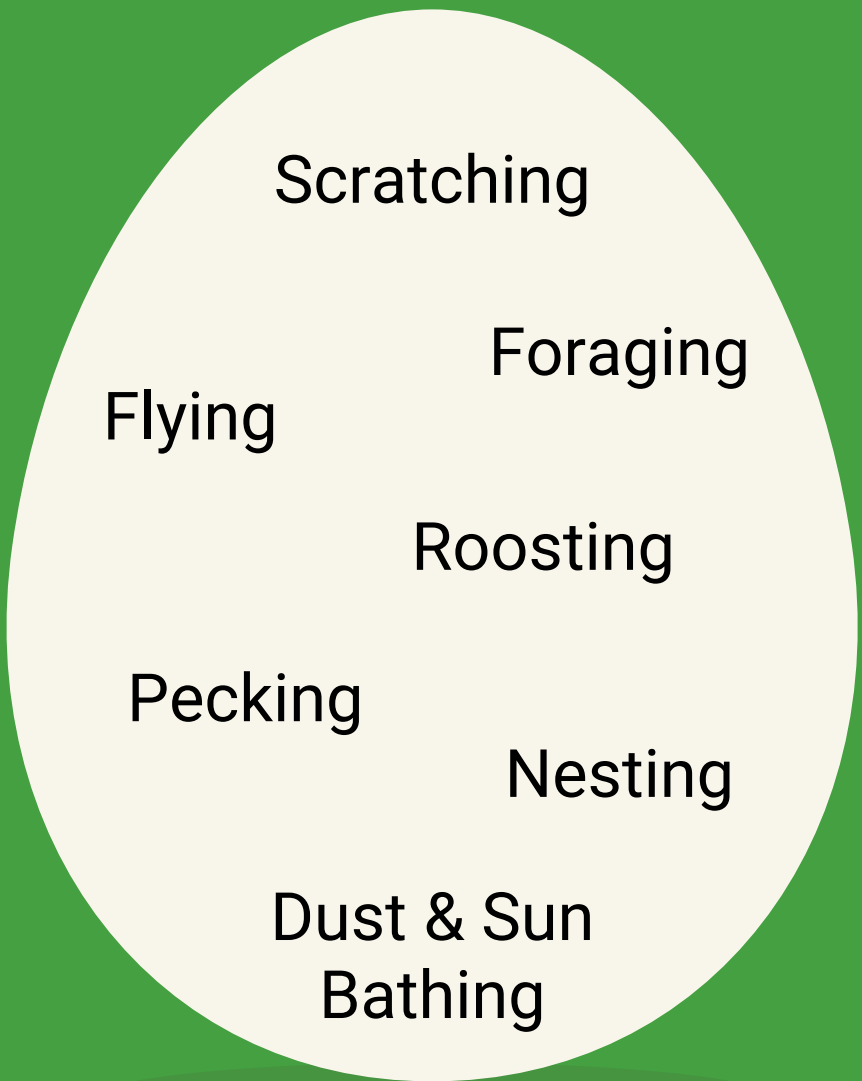 Scratching
Foraging
Flying
Roosting
Pecking
Nesting
Dust & Sun
Bathing